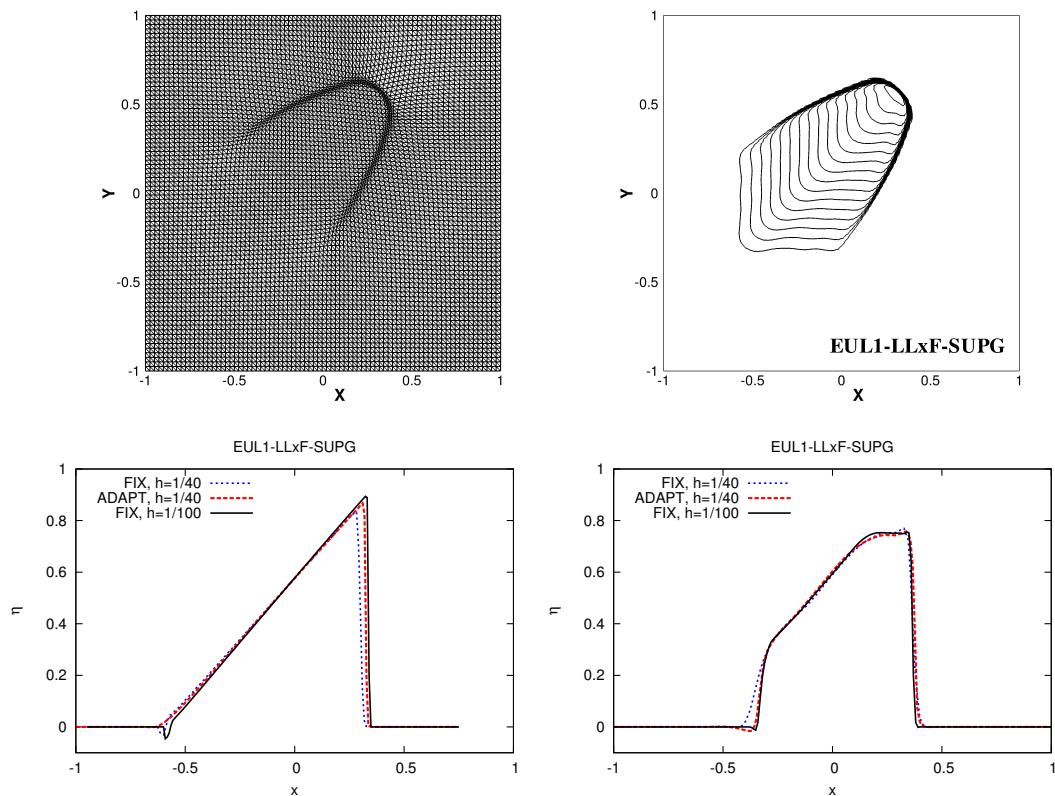 1
0.5
0
-0.5
-1
Y
-1
-0.5
0
0.5
1
X
1
0.5
0
-0.5
-1
Y
-1
-0.5
0
0.5
1
X
EUL1-LLxF-SUPG
EUL1-LLxF-SUPG
FIX, h=1/40
ADAPT, h=1/40
FIX, h=1/100
1
0.8
0.6
0.4
0.2
0
η
-1
-0.5
0
0.5
1
x
EUL1-LLxF-SUPG
FIX, h=1/40
ADAPT, h=1/40
FIX, h=1/100
1
0.8
0.6
0.4
0.2
0
η
-1
-0.5
0
0.5
1
x